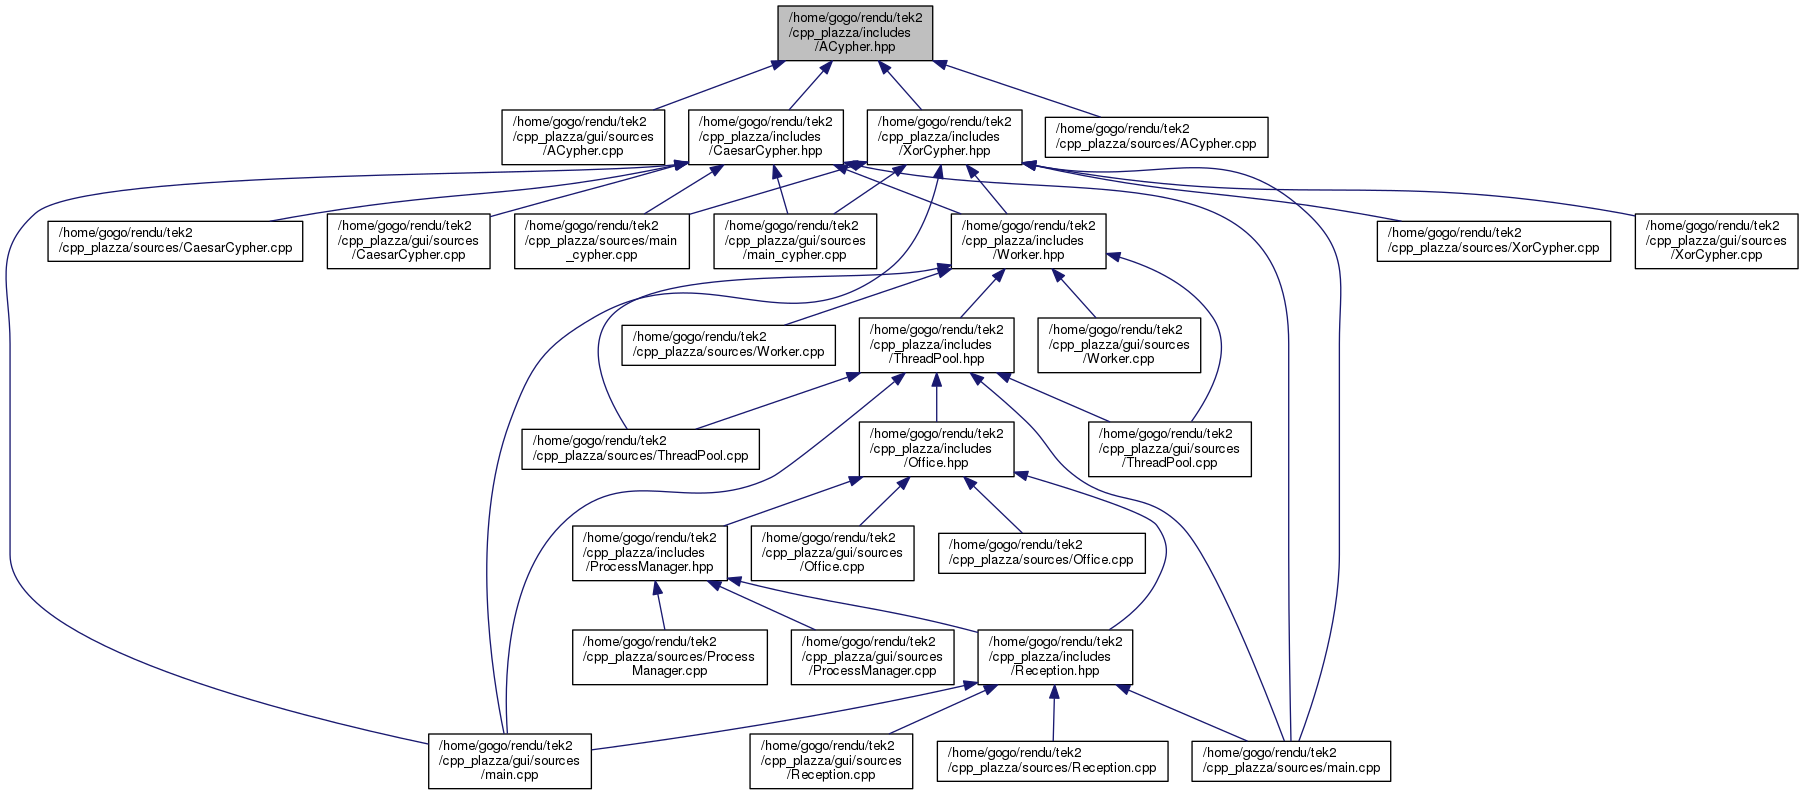 /home/gogo/rendu/tek2
/cpp_plazza/includes
/ACypher.hpp
/home/gogo/rendu/tek2
/cpp_plazza/gui/sources
/ACypher.cpp
/home/gogo/rendu/tek2
/cpp_plazza/includes
/CaesarCypher.hpp
/home/gogo/rendu/tek2
/cpp_plazza/includes
/XorCypher.hpp
/home/gogo/rendu/tek2
/cpp_plazza/sources/ACypher.cpp
/home/gogo/rendu/tek2
/cpp_plazza/sources/CaesarCypher.cpp
/home/gogo/rendu/tek2
/cpp_plazza/gui/sources
/CaesarCypher.cpp
/home/gogo/rendu/tek2
/cpp_plazza/sources/main
_cypher.cpp
/home/gogo/rendu/tek2
/cpp_plazza/gui/sources
/main_cypher.cpp
/home/gogo/rendu/tek2
/cpp_plazza/includes
/Worker.hpp
/home/gogo/rendu/tek2
/cpp_plazza/sources/XorCypher.cpp
/home/gogo/rendu/tek2
/cpp_plazza/gui/sources
/XorCypher.cpp
/home/gogo/rendu/tek2
/cpp_plazza/sources/Worker.cpp
/home/gogo/rendu/tek2
/cpp_plazza/includes
/ThreadPool.hpp
/home/gogo/rendu/tek2
/cpp_plazza/gui/sources
/Worker.cpp
/home/gogo/rendu/tek2
/cpp_plazza/sources/ThreadPool.cpp
/home/gogo/rendu/tek2
/cpp_plazza/includes
/Office.hpp
/home/gogo/rendu/tek2
/cpp_plazza/gui/sources
/ThreadPool.cpp
/home/gogo/rendu/tek2
/cpp_plazza/includes
/ProcessManager.hpp
/home/gogo/rendu/tek2
/cpp_plazza/gui/sources
/Office.cpp
/home/gogo/rendu/tek2
/cpp_plazza/sources/Office.cpp
/home/gogo/rendu/tek2
/cpp_plazza/sources/Process
Manager.cpp
/home/gogo/rendu/tek2
/cpp_plazza/gui/sources
/ProcessManager.cpp
/home/gogo/rendu/tek2
/cpp_plazza/includes
/Reception.hpp
/home/gogo/rendu/tek2
/cpp_plazza/gui/sources
/main.cpp
/home/gogo/rendu/tek2
/cpp_plazza/gui/sources
/Reception.cpp
/home/gogo/rendu/tek2
/cpp_plazza/sources/Reception.cpp
/home/gogo/rendu/tek2
/cpp_plazza/sources/main.cpp